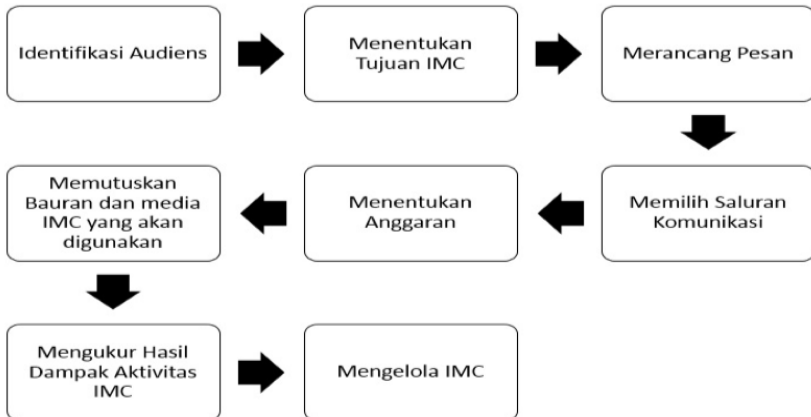 Identifikasi Audiens
Menentukan
Tujuan IMC
Merancang Pesan
Memilih Saluran
Komunikasi
Menentukan
Anggaran
Memutuskan
Bauran dan media
IMC yang akan
digunakan
Mengukur Hasil
Dampak Aktivitas
IMC
Mengelola IMC